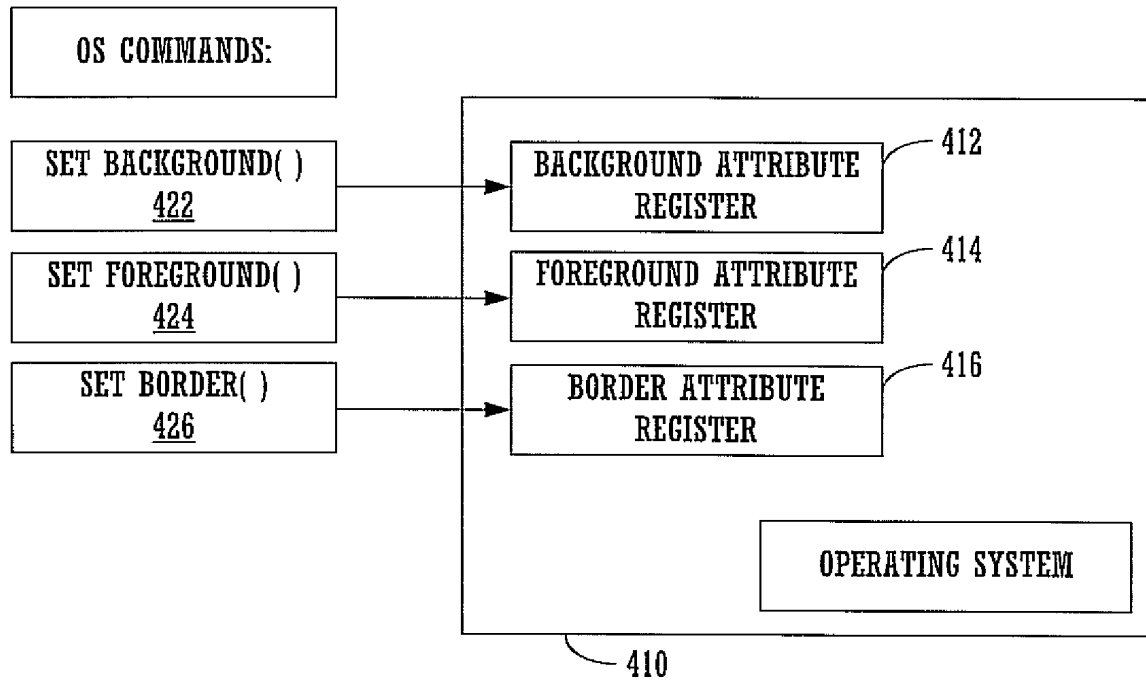 OS COMMANDS:
SET BACKGROUND( )
422
BACKGROUND ATTRIBUTE
REGISTER
412
SET FOREGROUND( )
424
FOREGROUND ATTRIBUTE
REGISTER
414
SET BORDER( )
426
BORDER ATTRIBUTE
REGISTER
416
OPERATING SYSTEM
410